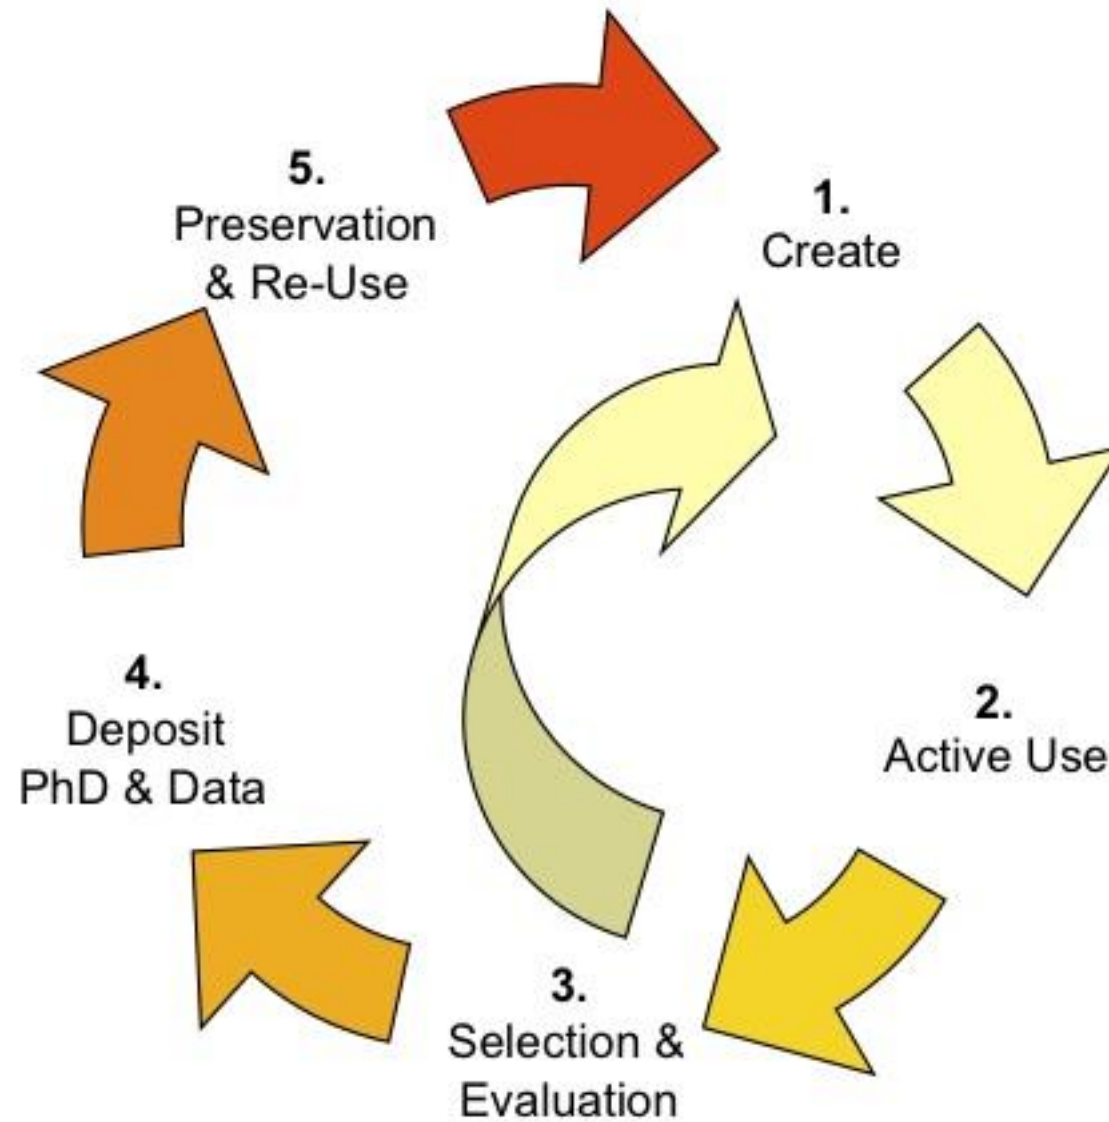 1.
Create
2.
Active Use
3.
Selection &
Evaluation
4.
Deposit
PhD & Data
5.
Preservation
& Re-Use